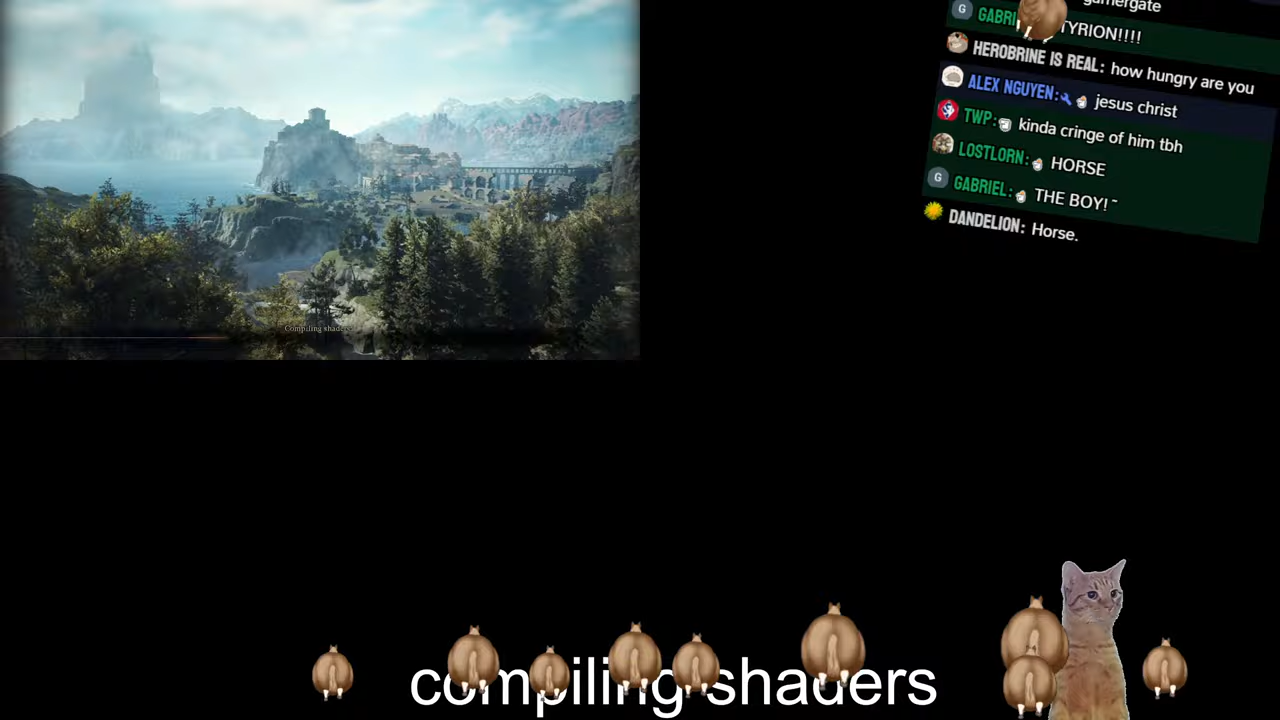 gamergate
TYRION!!!!
HEROBRINE IS REAL: how hungry are you
ALEX NGUYEN: jesus christ
TWP: kinda cringe of him tbh
LOSTLORN: HORSE
G GABRIEL: THE BOY! ~
DANDELION: Horse.
Compiling shaders
compiling shaders